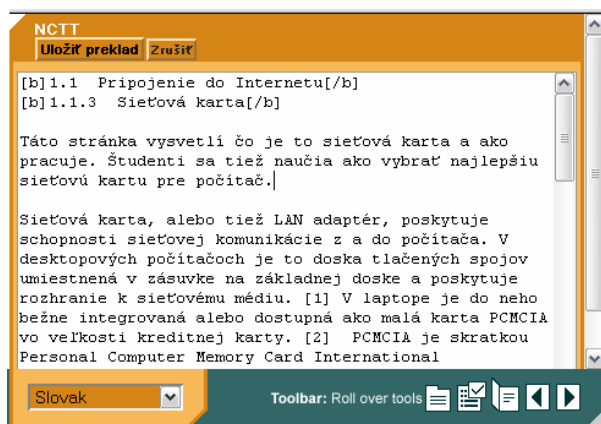 NCTT
Uložiť preklad Zrušiť
[b]1.1 Pripojenie do Internetu[/b]
[b]1.1.3 Sieťová karta[/b]
Táto stránka vysvetlí čo je to sieťová karta a ako
pracuje. Študenti sa tiež naučia ako vybrať najlepšiu
sieťovú kartu pre počítač.
Sieťová karta, alebo tiež LAN adaptér, poskytuje
schopnosti sieťovej komunikácie z a do počítača. V
desktopových počítačoch je to doska tlačených spojov
umiestnená v zásuvke na základnej doske a poskytuje
rozhranie k sieťovému médiu. [1] V laptope je do neho
bežne integrovaná alebo dostupná ako malá karta PCMCIA
vo veľkosti kreditnej karty. [2] PCMCIA je skratkou
Personal Computer Memory Card International
Slovak Toolbar: Roll over tools